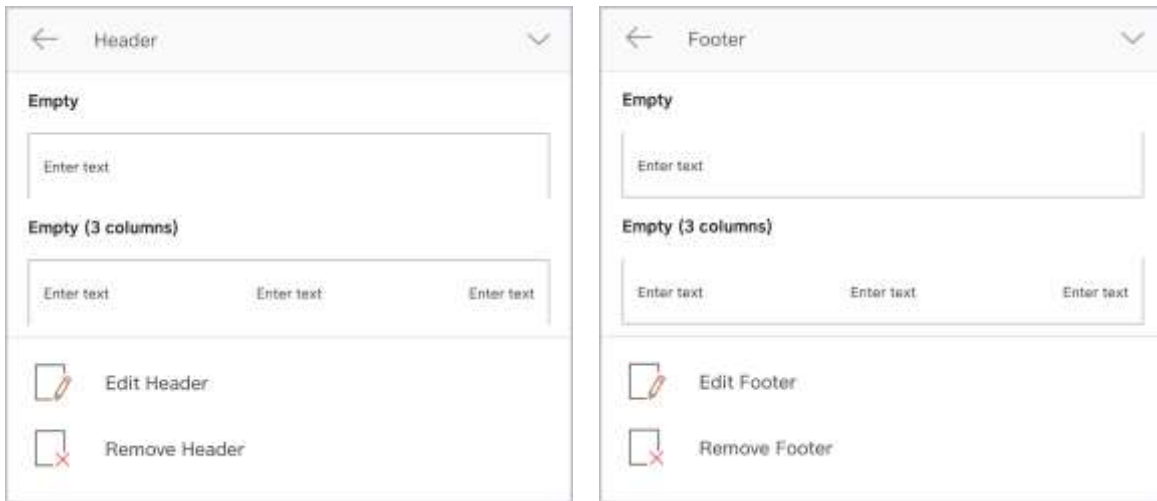 Header
Empty
Enter text
Empty (3 columns)
Enter text Enter text Enter text
Edit Header
Remove Header
Footer
Empty
Enter text
Empty (3 columns)
Enter text Enter text Enter text
Edit Footer
Remove Footer